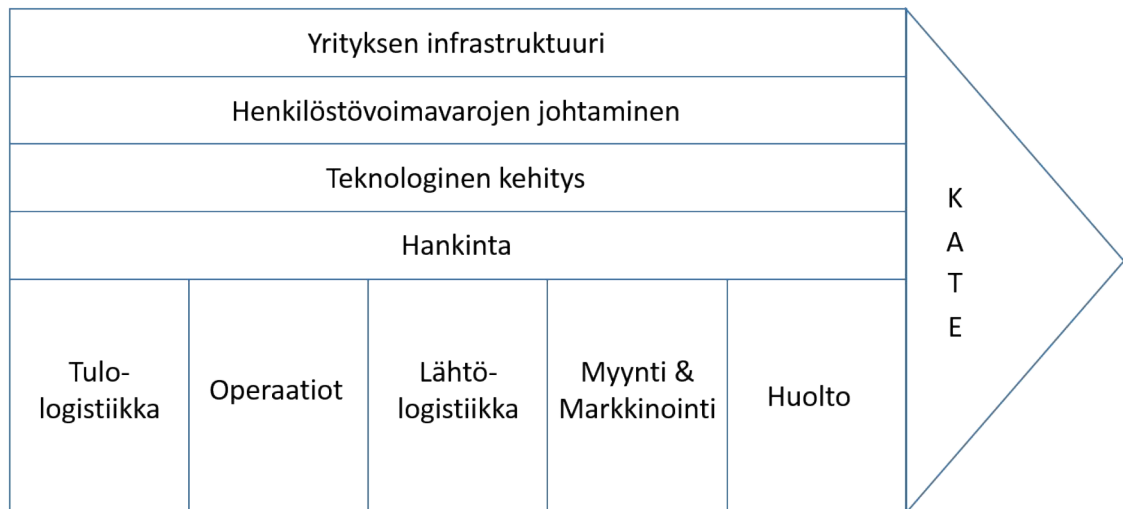 Yrityksen infrastruktuuri
Henkilöstövoimavarojen johtaminen
Teknologinen kehitys
Hankinta
Tulo-
logistiikka
Operaatiot
Lähtö-
logistiikka
Myynti &
Markkinointi
Huolto
K
A
T
E